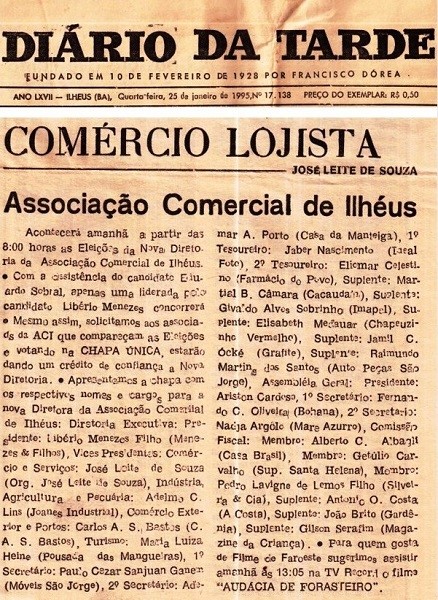 DIÁRIO DA TARDE
FUNDADO EM 10 DE FEVEREIRO DE 1928 POR FRANCISCO DÓREA
ANO LXVII — ILHEUS (BA), Quarta-feira, 25 de janeiro de 1995, Nº 17.138 PREÇO DO EXEMPLAR: R$ 0,50
COMÉRCIO LOJISTA
JOSÉ LEITE DE SOUZA
Associação Comercial de Ilhéus
Acontecerá amanhã a partir das
8:00 horas as Eleições da Nova Direto-
ria da Associação Comercial de Ilhéus.
• Com a desistência do candidato Edu-
ardo Sobral, apenas uma liderada pelo
candidato Libério Menezes concorrerá
• Mesmo assim, solicitamos aos associa-
ds da ACI que compareçam as Eleições
e votando na CHAPA ÚNICA, estarão
dando um crédito de confiança a Nova
Diretoria. • Apresentamos a chapa com
os respectivos nomes e cargos para a
nova Diretora da Associação Comercial
de Ilhéus: Diretoria Executiva: Pre-
sidente: Libério Menezes Filho (Mene-
zes & Filhos), Vices Presidentes: Comér-
cio e Serviços: José Leite de Souza
(Org. José Leite de Souza), Indústria,
Agricultura e Pecuária: Adelmo C.
Lins (Joanes Industrial), Comércio Exte-
rior e Portos: Carlos A. S. Bastos (C.
A. S. Bastos), Turismo: Maria Luiza
Heine (Pousada das Mangueiras), 1º
Secretário: Paulo Cezar Sanjuan Ganem
(Móveis São Jorge), 2º Secretário: Ade-
mar A. Porto (Casa da Manteiga), 1º
Tesoureiro: Jaber Nascimento (Ideal
Foto), 2º Tesoureiro: Eliomar Celesti-
no (Farmácio do Povo), Suplente: Mar-
tial B. Câmara (Cacaudata), Suplente:
Givaldo Alves Sobrinho (Imapel), Su-
plente: Elisabeth Medauar (Chapeuzi-
nho Vermelho), Suplente: Jamil C.
Ocké (Grafite), Suplente: Raimundo
Martins dos Santos (Auto Peças São
Jorge), Assembléia Geral: Presidente:
Ariston Cardoso, 1º Secretário: Fernan-
do C. Oliveira (Bohana), 2º Secretário:
Nadja Argôlo (Mare Azurro), Comissão
Fiscal: Membro: Alberto C. Albagli
(Casa Brasil), Membro: Getúlio Car-
valho (Sup. Santa Helena), Membro:
Pedro Lavigne de Lemos Filho (Silvei-
ra & Cia), Suplente: Antonio O. Costa
(A Costa), Suplente: João Brito (Gardê-
nia), Suplente: Gilson Serafim (Maga-
zine da Criança). • Para quem gosta
de Filme de Faroeste sugerimos assistir
amanhã às 13:05 na TV Record o filme
"AUDÁCIA DE FORASTEIRO".